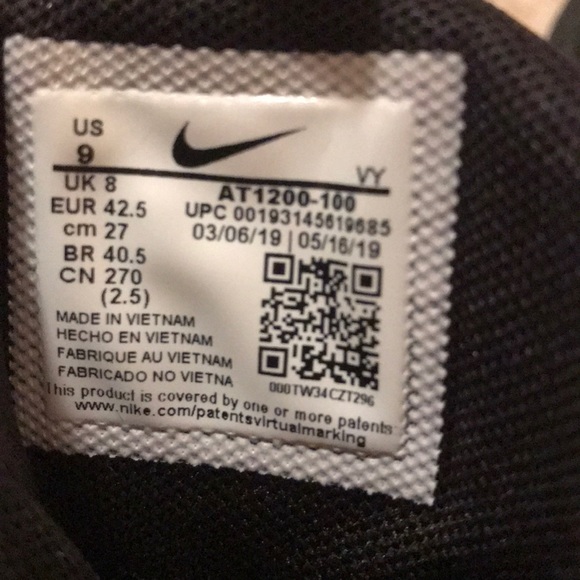 US
9
VY
UK 8
EUR 42.5
cm 27
BR 40.5
CN 270
(2.5)
AT1200-100
UPC 00193145619685
03/06/19 | 05/16/19
000TW34CZT296
MADE IN VIETNAM
HECHO EN VIETNAM
FABRIQUE AU VIETNAM
FABRICADO NO VIETNA
This product is covered by one or more patents
www.nike.com/patentsvirtualmarking